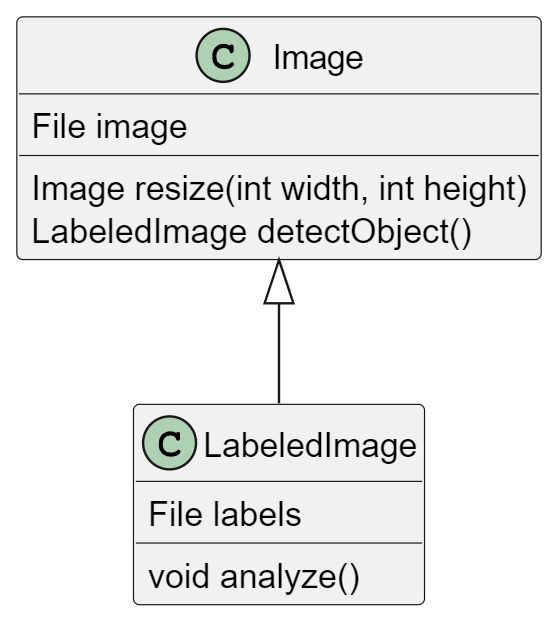 C Image
File image
Image resize(int width, int height)
LabeledImage detectObject()
C LabeledImage
File labels
void analyze()